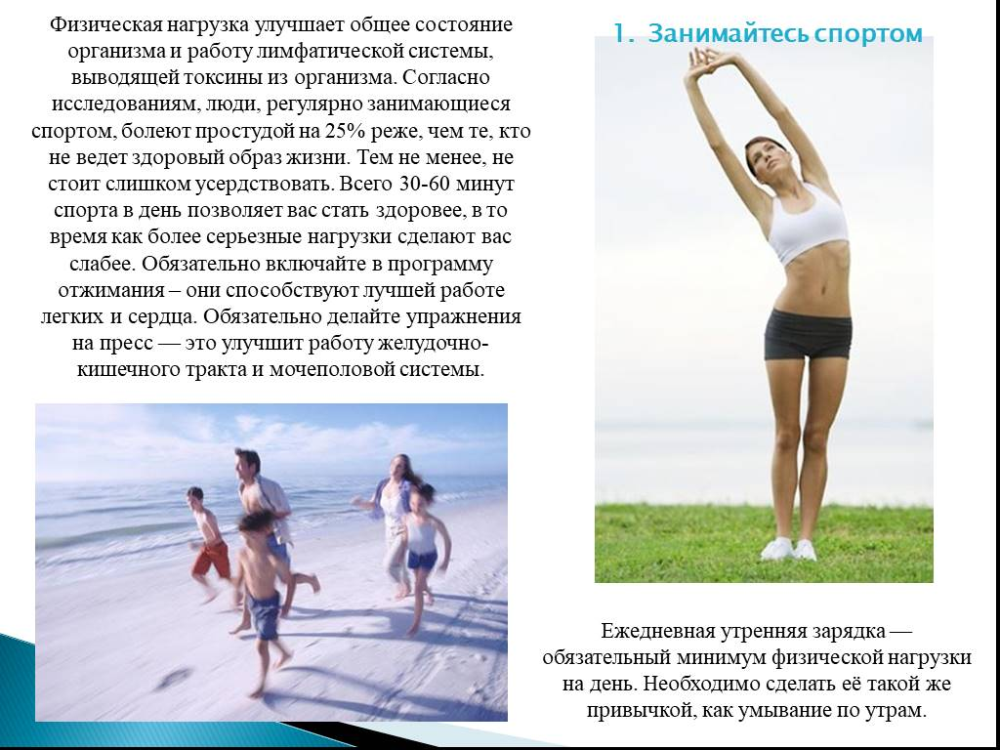 Физическая нагрузка улучшает общее состояние
организма и работу лимфатической системы,
выводящей токсины из организма. Согласно
исследованиям, люди, регулярно занимающиеся
спортом, болеют простудой на 25% реже, чем те, кто
не ведет здоровый образ жизни. Тем не менее, не
стоит слишком усердствовать. Всего 30-60 минут
спорта в день позволяет вас стать здоровее, в то
время как более серьезные нагрузки сделают вас
слабее. Обязательно включайте в программу
отжимания – они способствуют лучшей работе
легких и сердца. Обязательно делайте упражнения
на пресс — это улучшит работу желудочно-
кишечного тракта и мочеполовой системы.
1. Занимайтесь спортом
Ежедневная утренняя зарядка —
обязательный минимум физической нагрузки
на день. Необходимо сделать её такой же
привычкой, как умывание по утрам.